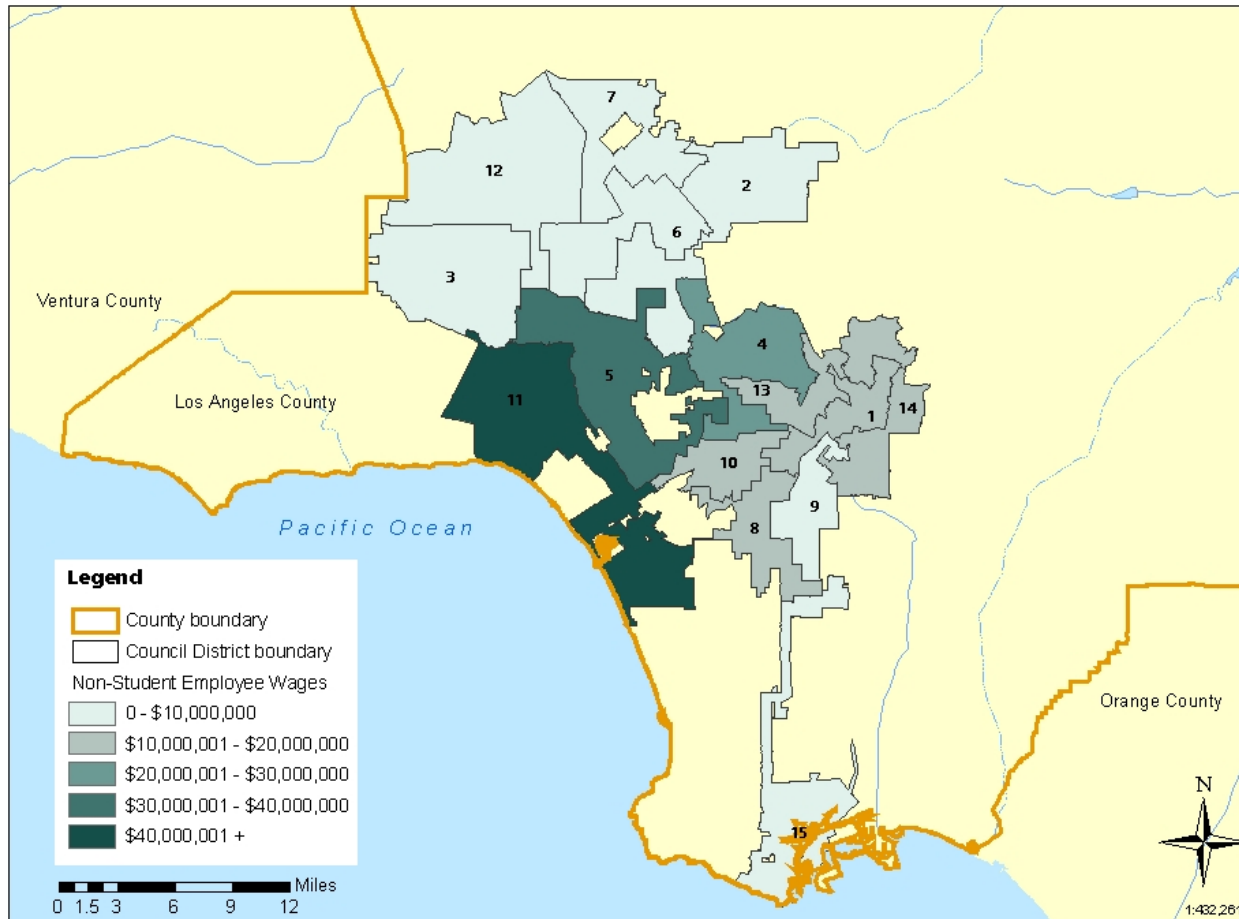 7
12
2
6
3
Ventura County
4
5
13
Los Angeles County
11
1
14
10
9
8
Pacific Ocean
Legend
County boundary
Council District boundary
Non-Student Employee Wages
0 - $10,000,000
$10,000,001 - $20,000,000
$20,000,001 - $30,000,000
$30,000,001 - $40,000,000
$40,000,001 +
Miles
0 1.5 3 6 9 12
Orange County
15
N
1:432,261